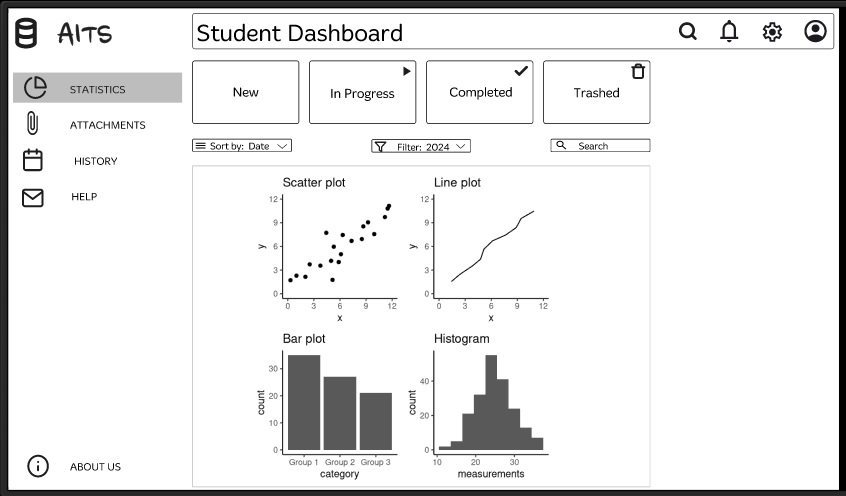 AITS
Student Dashboard
STATISTICS
ATTACHMENTS
HISTORY
HELP
ABOUT US
New
In Progress
Completed
Trashed
Sort by: Date
Filter: 2024
Search
Scatter plot
12
9
6
3
0
y
0 3 6 9 12
x
Line plot
12
9
6
3
0
y
0 3 6 9 12
x
Bar plot
30
20
10
0
count
Group 1 Group 2 Group 3
category
Histogram
40
20
0
count
10 20 30
measurements